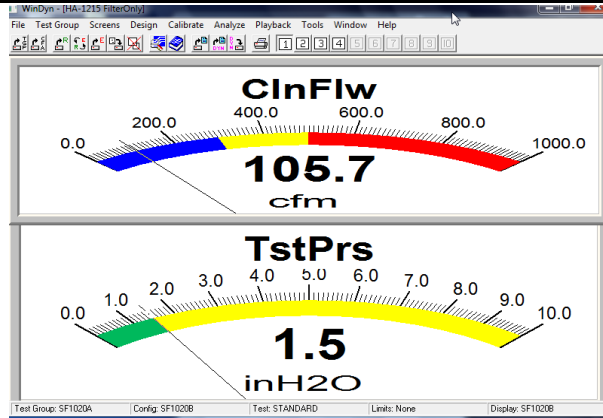 WinDyn - [HA-1215 FilterOnly]
File Test Group Screens Design Calibrate Analyze Playback Tools Window Help
1 2 3 4 5 6 7 8 9 10
ClnFlw
0.0 200.0 400.0 600.0 800.0 1000.0
105.7
cfm
TstPrs
0.0 1.0 2.0 3.0 4.0 5.0 6.0 7.0 8.0 9.0 10.0
1.5
inH2O
Test Group: SF1020A Config: SF1020B Test: STANDARD Limits: None Display: SF1020B